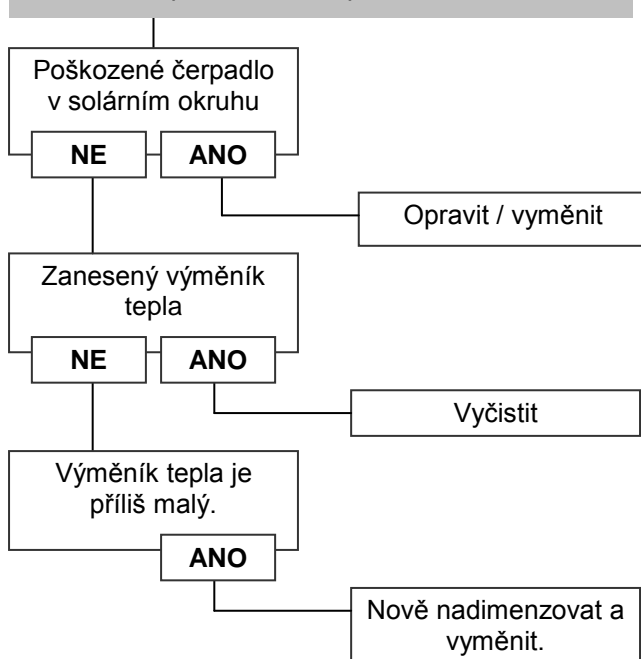 Poškozené čerpadlo
v solárním okruhu
NE
ANO
Opravit / vyměnit
Zanesený výměník
tepla
NE
ANO
Vyčistit
Výměník tepla je
příliš malý.
ANO
Nově nadimenzovat a
vyměnit.